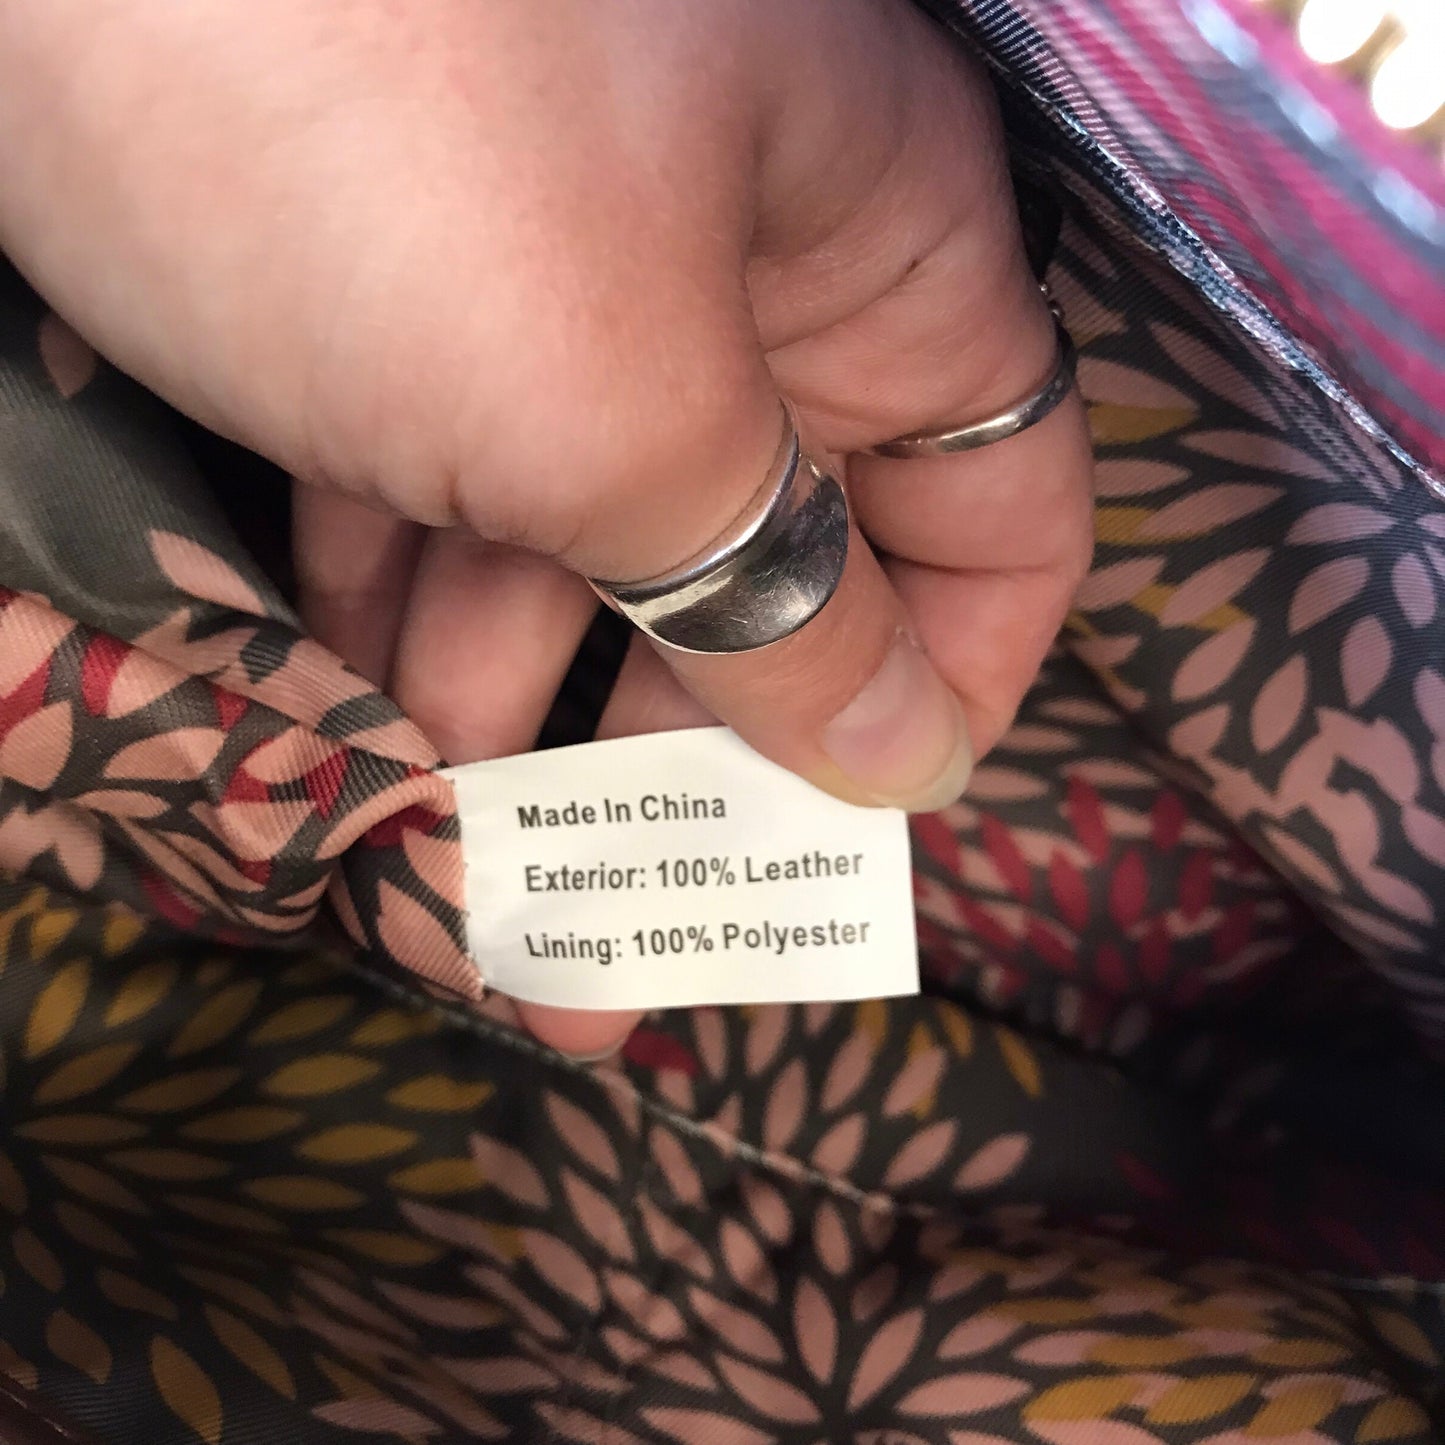 Made In China
Exterior: 100% Leather
Lining: 100% Polyester